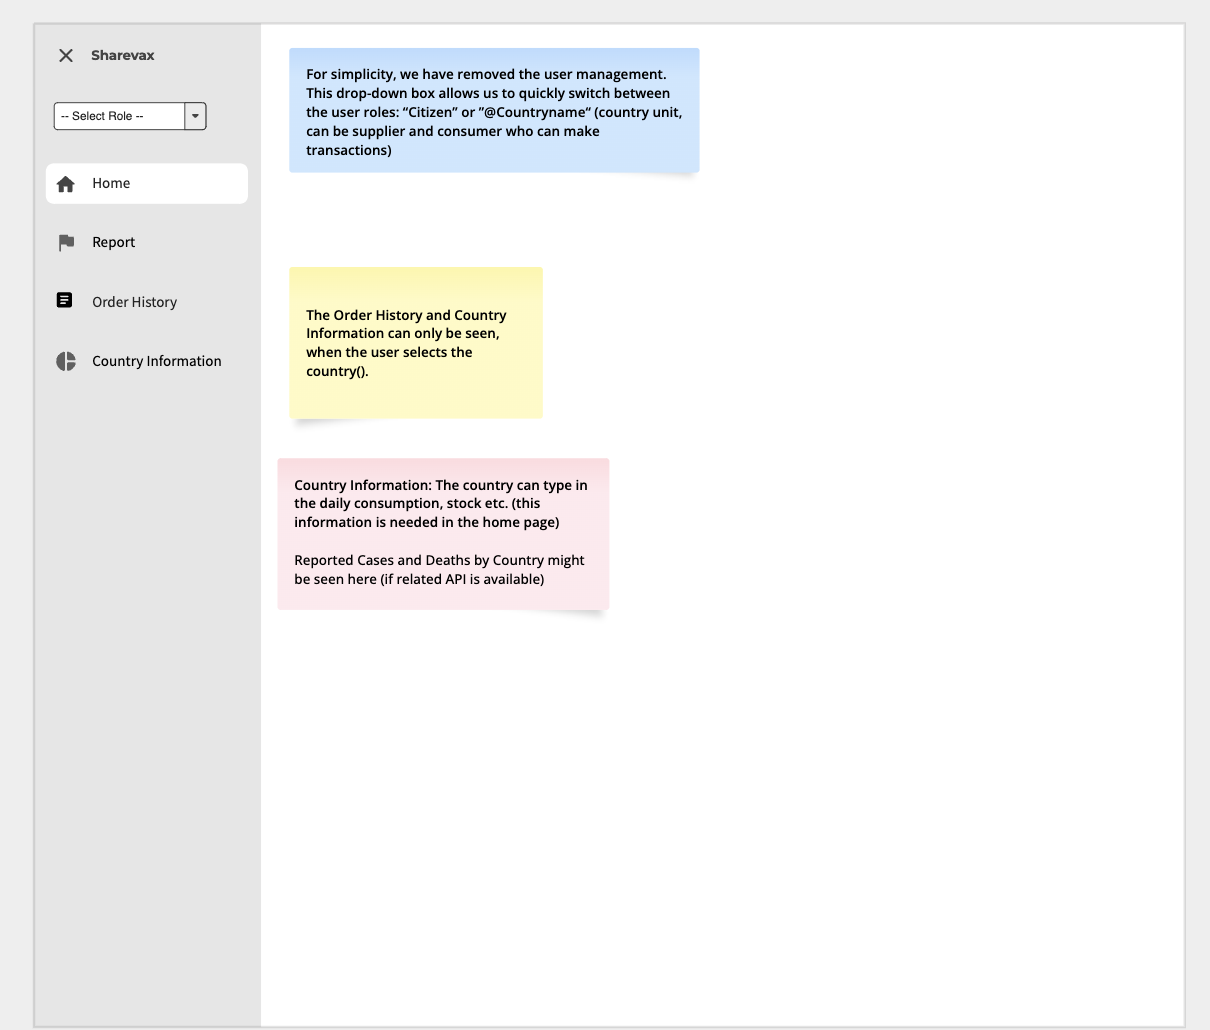 Sharevax
-- Select Role --
Home
Report
Order History
Country Information
For simplicity, we have removed the user management.
This drop-down box allows us to quickly switch between
the user roles: “Citizen” or ”@Countryname“ (country unit,
can be supplier and consumer who can make
transactions)
The Order History and Country
Information can only be seen,
when the user selects the
country().
Country Information: The country can type in
the daily consumption, stock etc. (this
information is needed in the home page)
Reported Cases and Deaths by Country might
be seen here (if related API is available)